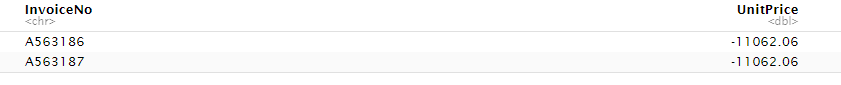 InvoiceNo UnitPrice
<chr> <dbl>
A563186 -11062.06
A563187 -11062.06